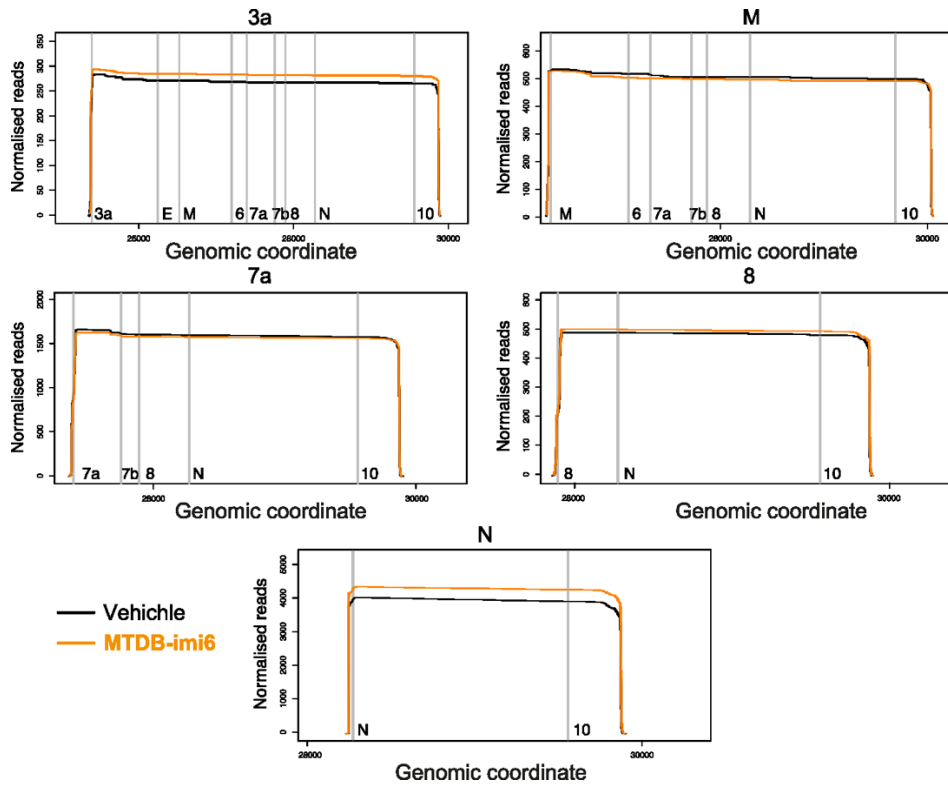 3a
Normalised reads
350
300
250
200
150
100
50
0
3a E M 6 7a 7b 8 N 10
26000 28000 30000
Genomic coordinate
M
Normalised reads
600
500
400
300
200
100
0
M 6 7a 7b 8 N 10
28000 30000
Genomic coordinate
7a
Normalised reads
2000
1500
1000
500
0
7a 7b 8 N 10
28000 30000
Genomic coordinate
8
Normalised reads
600
500
400
300
200
100
0
8 N 10
28000 30000
Genomic coordinate
Vehichle
MTDB-imi6
N
Normalised reads
5000
4000
3000
2000
1000
0
N 10
28000 30000
Genomic coordinate